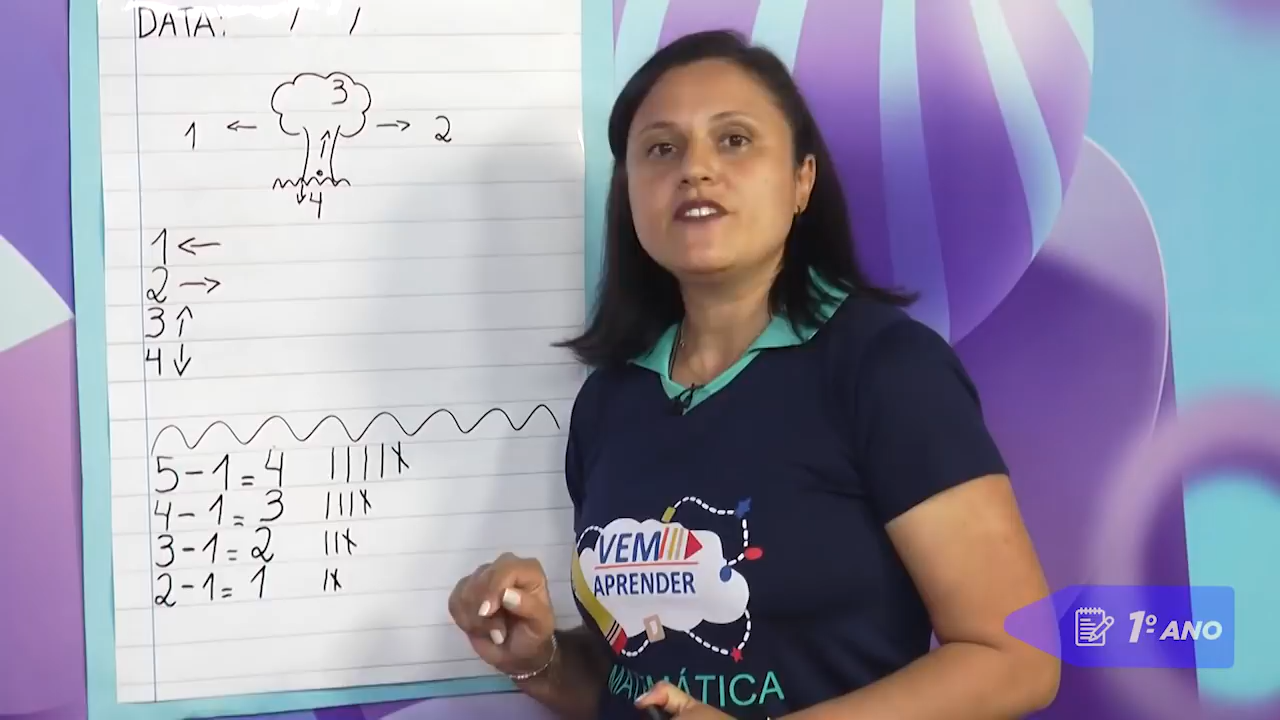 DATA: / /
3
1 ← → 2
↑
↓ 4
1 ←
2 →
3 ↑
4 ↓
5-1=4 ||||x
4-1=3 |||x
3-1=2 ||x
2-1=1 |x
VEM
APRENDER
MATEMÁTICA
1º ANO